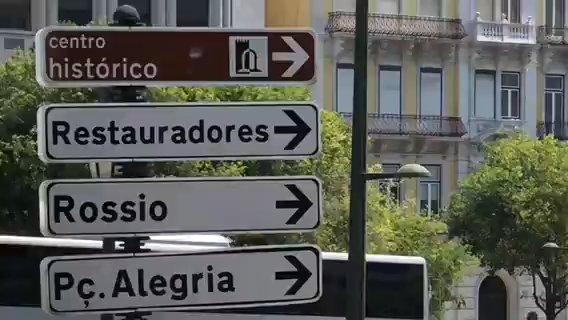 centro
histórico
Restauradores
Rossio
Pç. Alegria